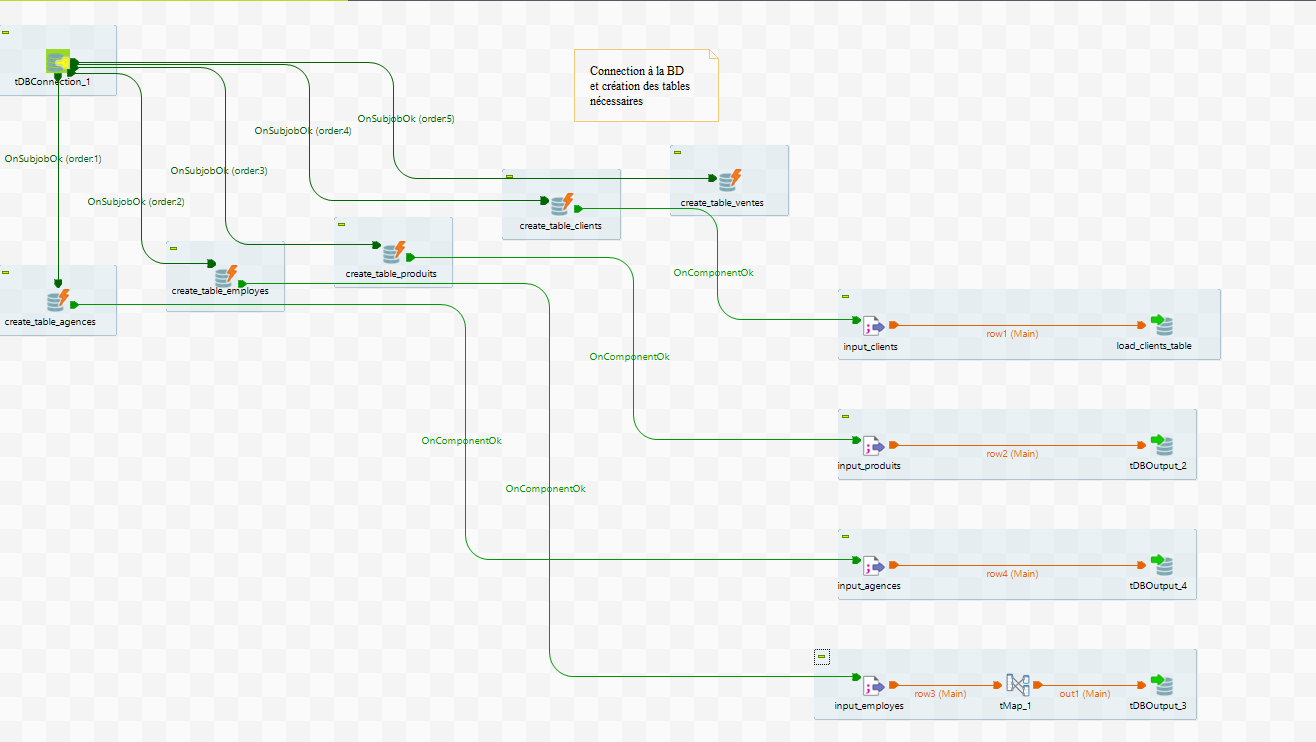 tDBConnection_1
Connection à la BD
et création des tables
nécessaires
OnSubjobOk (order:5)
OnSubjobOk (order:4)
OnSubjobOk (order:1)
OnSubjobOk (order:3)
OnSubjobOk (order:2)
create_table_ventes
create_table_clients
create_table_produits
create_table_employes
create_table_agences
OnComponentOk
input_clients
row1 (Main)
load_clients_table
OnComponentOk
OnComponentOk
input_produits
row2 (Main)
tDBOutput_2
OnComponentOk
input_agences
row4 (Main)
tDBOutput_4
input_employes
row3 (Main)
tMap_1
out1 (Main)
tDBOutput_3